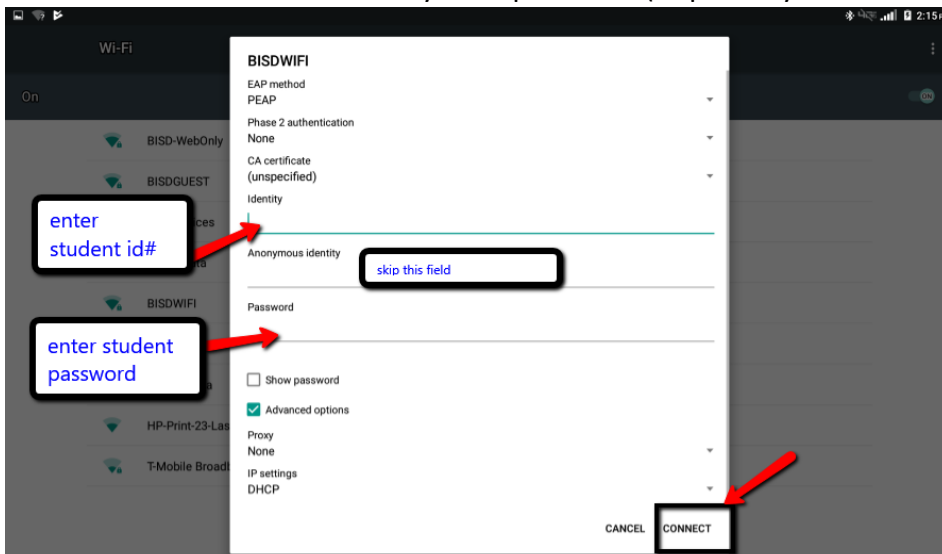 2:15
Wi-Fi
On
BISD-WebOnly
BISDGUEST
BISDWIFI
HP-Print-23-Las
T-Mobile Broadb
BISDWIFI
EAP method
PEAP
Phase 2 authentication
None
CA certificate
(unspecified)
Identity
enter
student id#
Anonymous identity
skip this field
Password
enter student
password
Show password
Advanced options
Proxy
None
IP settings
DHCP
CANCEL CONNECT